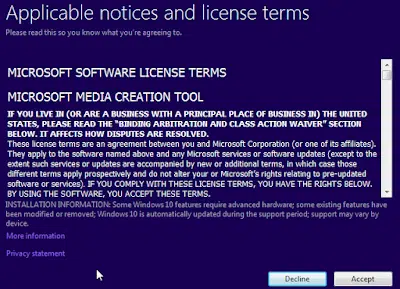 Applicable notices and license terms
Please read this so you know what you're agreeing to.
MICROSOFT SOFTWARE LICENSE TERMS
MICROSOFT MEDIA CREATION TOOL
IF YOU LIVE IN (OR ARE A BUSINESS WITH A PRINCIPAL PLACE OF BUSINESS IN) THE UNITED
STATES, PLEASE READ THE "BINDING ARBITRATION AND CLASS ACTION WAIVER" SECTION
BELOW. IT AFFECTS HOW DISPUTES ARE RESOLVED.
These license terms are an agreement between you and Microsoft Corporation (or one of its affiliates).
They apply to the software named above and any Microsoft services or software updates (except to the
extent such services or updates are accompanied by new or additional terms, in which case those
different terms apply prospectively and do not alter your or Microsoft's rights relating to pre-updated
software or services). IF YOU COMPLY WITH THESE LICENSE TERMS, YOU HAVE THE RIGHTS BELOW.
BY USING THE SOFTWARE, YOU ACCEPT THESE TERMS.
INSTALLATION INFORMATION: Some Windows 10 features require advanced hardware; some existing features
have been modified or removed; Windows 10 is automatically updated during the support period; support may vary by
device.
More information
Privacy statement
Decline
Accept